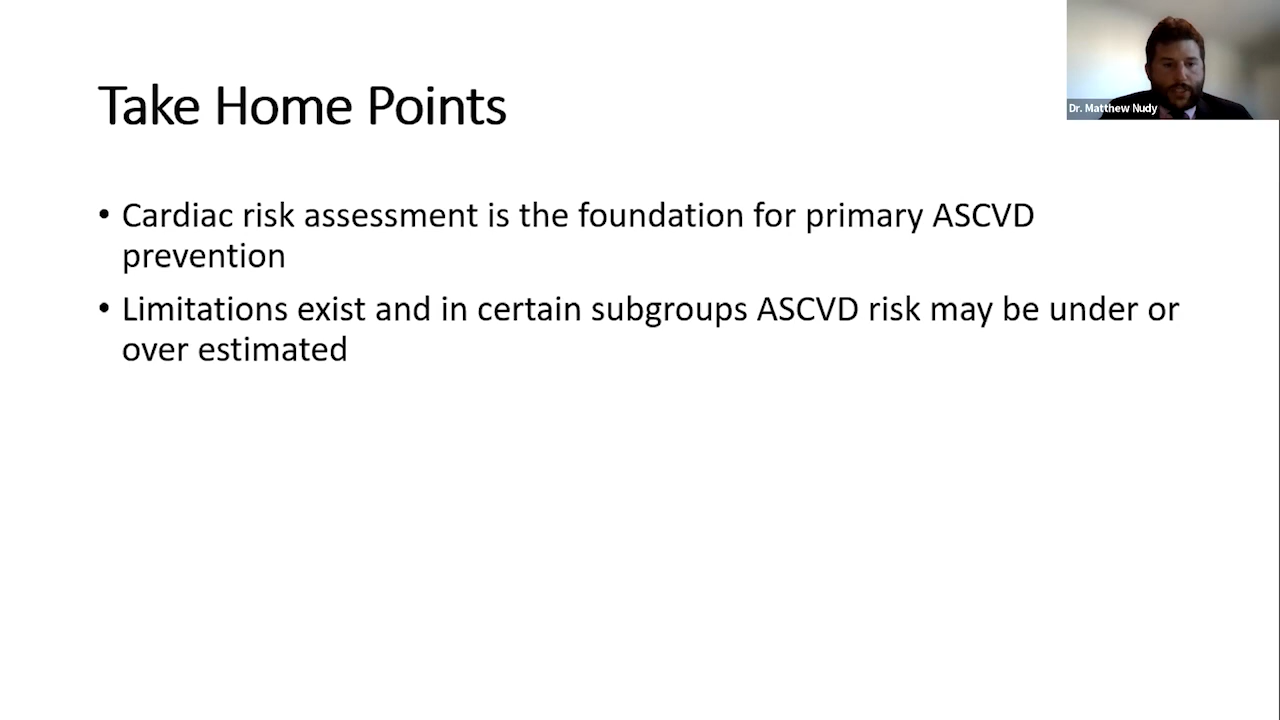 Take Home Points
Dr. Matthew Nudy
• Cardiac risk assessment is the foundation for primary ASCVD
prevention
• Limitations exist and in certain subgroups ASCVD risk may be under or
over estimated